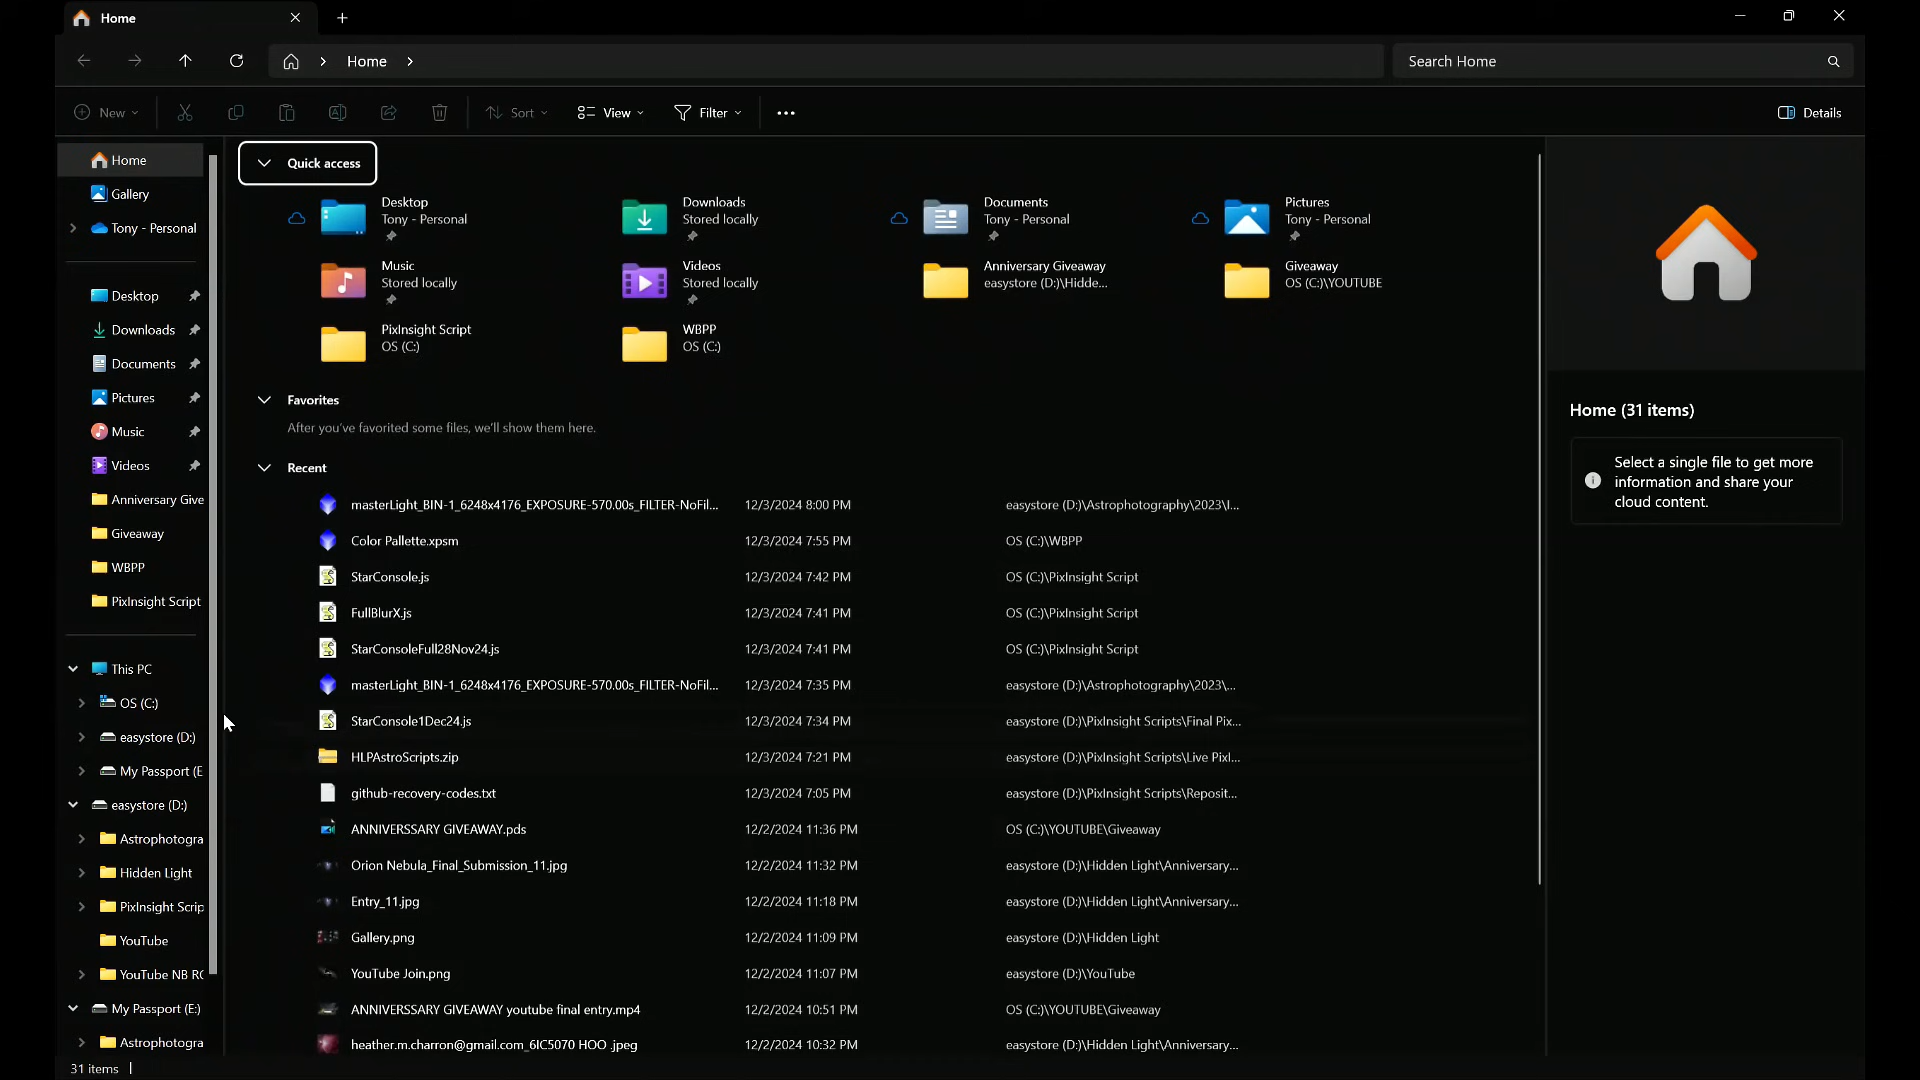 Home
Home
Search Home
New
Sort
View
Filter
Details
Home
Gallery
Tony - Personal
Desktop
Downloads
Documents
Pictures
Music
Videos
Anniversary Give
Giveaway
WBPP
PixInsight Script
This PC
OS (C:)
easystore (D:)
My Passport (E
easystore (D:)
Astrophotogra
Hidden Light
PixInsight Scrip
YouTube
YouTube NB RO
My Passport (E:)
Astrophotogra
Quick access
Desktop
Tony - Personal
Downloads
Stored locally
Documents
Tony - Personal
Pictures
Tony - Personal
Music
Stored locally
Videos
Stored locally
Anniversary Giveaway
easystore (D:)\Hidde...
Giveaway
OS (C:)\YOUTUBE
PixInsight Script
OS (C:)
WBPP
OS (C:)
Favorites
After you've favorited some files, we'll show them here.
Recent
masterLight_BIN-1_6248x4176_EXPOSURE-570.00s_FILTER-NoFil... 12/3/2024 8:00 PM easystore (D:)\Astrophotography\2023\I...
Color Pallette.xpsm 12/3/2024 7:55 PM OS (C:)\WBPP
StarConsole.js 12/3/2024 7:42 PM OS (C:)\PixInsight Script
FullBlurX.js 12/3/2024 7:41 PM OS (C:)\PixInsight Script
StarConsoleFull28Nov24.js 12/3/2024 7:41 PM OS (C:)\PixInsight Script
masterLight_BIN-1_6248x4176_EXPOSURE-570.00s_FILTER-NoFil... 12/3/2024 7:35 PM easystore (D:)\Astrophotography\2023\...
StarConsole1Dec24.js 12/3/2024 7:34 PM easystore (D:)\PixInsight Scripts\Final Pix...
HLPAstroScripts.zip 12/3/2024 7:21 PM easystore (D:)\PixInsight Scripts\Live PixI...
github-recovery-codes.txt 12/3/2024 7:05 PM easystore (D:)\PixInsight Scripts\Reposit...
ANNIVERSSARY GIVEAWAY.pds 12/2/2024 11:36 PM OS (C:)\YOUTUBE\Giveaway
Orion Nebula_Final_Submission_11.jpg 12/2/2024 11:32 PM easystore (D:)\Hidden Light\Anniversary...
Entry_11.jpg 12/2/2024 11:18 PM easystore (D:)\Hidden Light\Anniversary...
Gallery.png 12/2/2024 11:09 PM easystore (D:)\Hidden Light
YouTube Join.png 12/2/2024 11:07 PM easystore (D:)\YouTube
ANNIVERSSARY GIVEAWAY youtube final entry.mp4 12/2/2024 10:51 PM OS (C:)\YOUTUBE\Giveaway
heather.m.charron@gmail.com_6IC5070 HOO .jpeg 12/2/2024 10:32 PM easystore (D:)\Hidden Light\Anniversary...
Home (31 items)
Select a single file to get more
information and share your
cloud content.
31 items